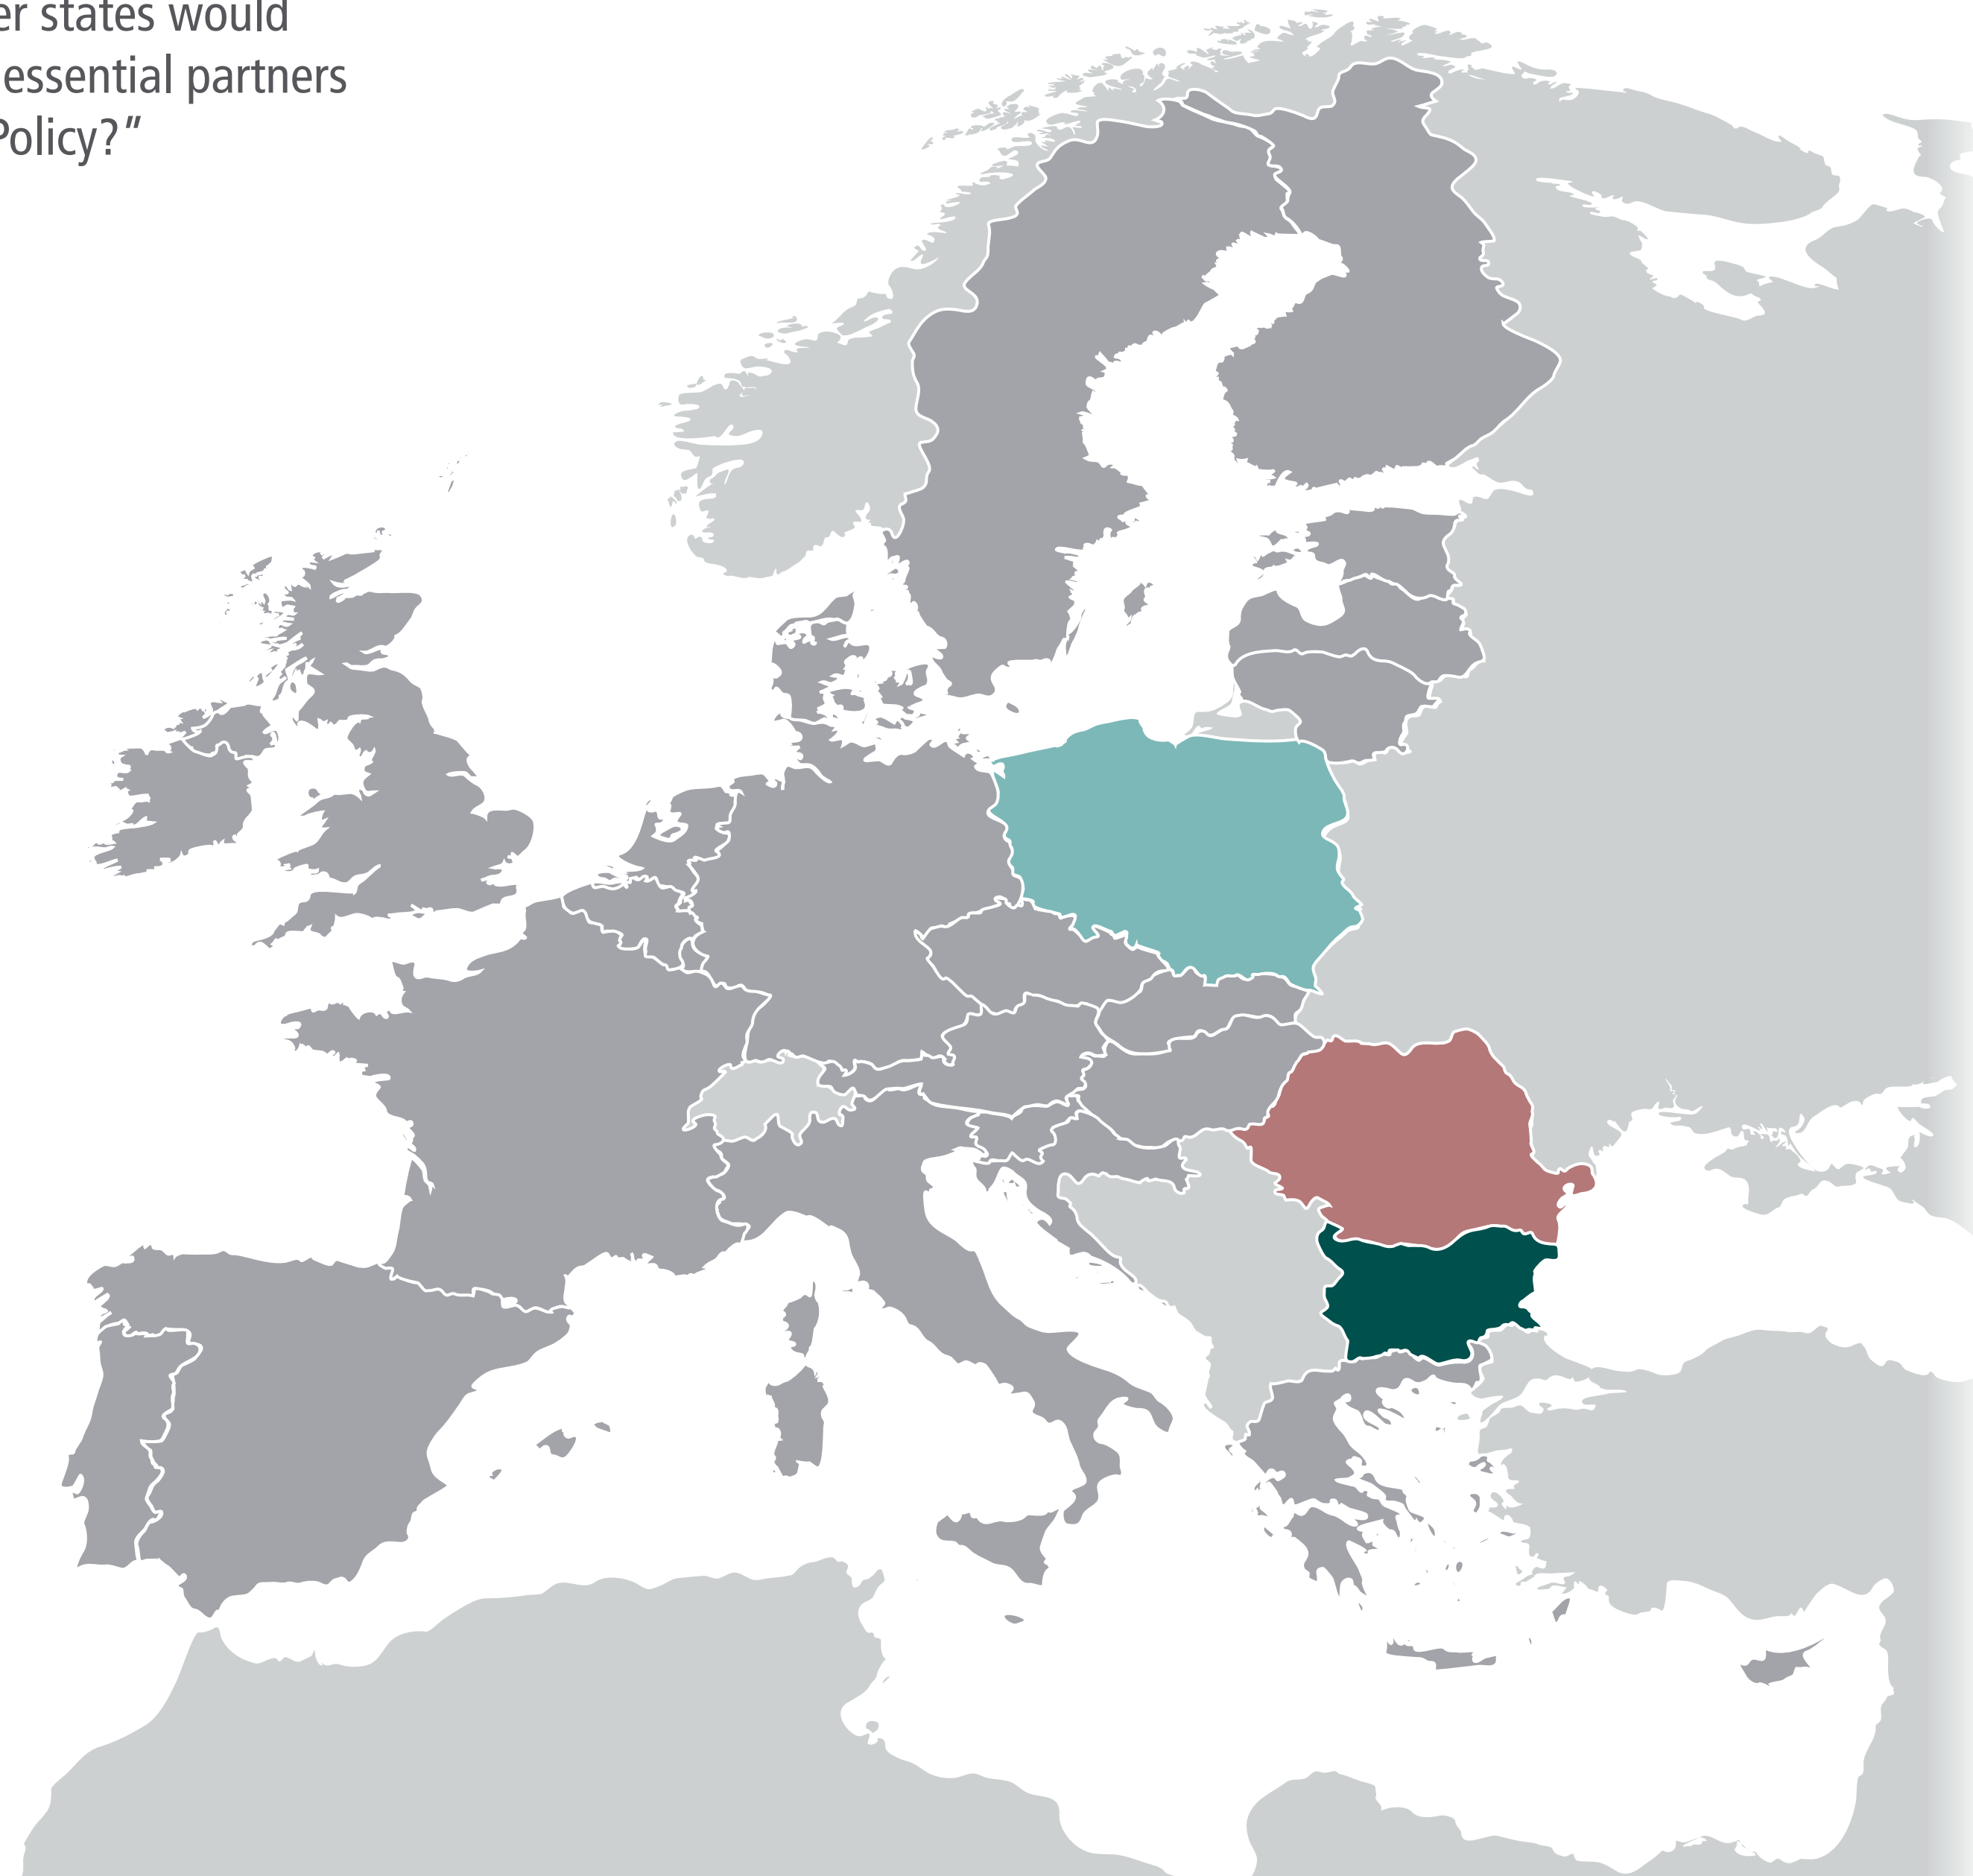 er states would
essential partners
Policy?”